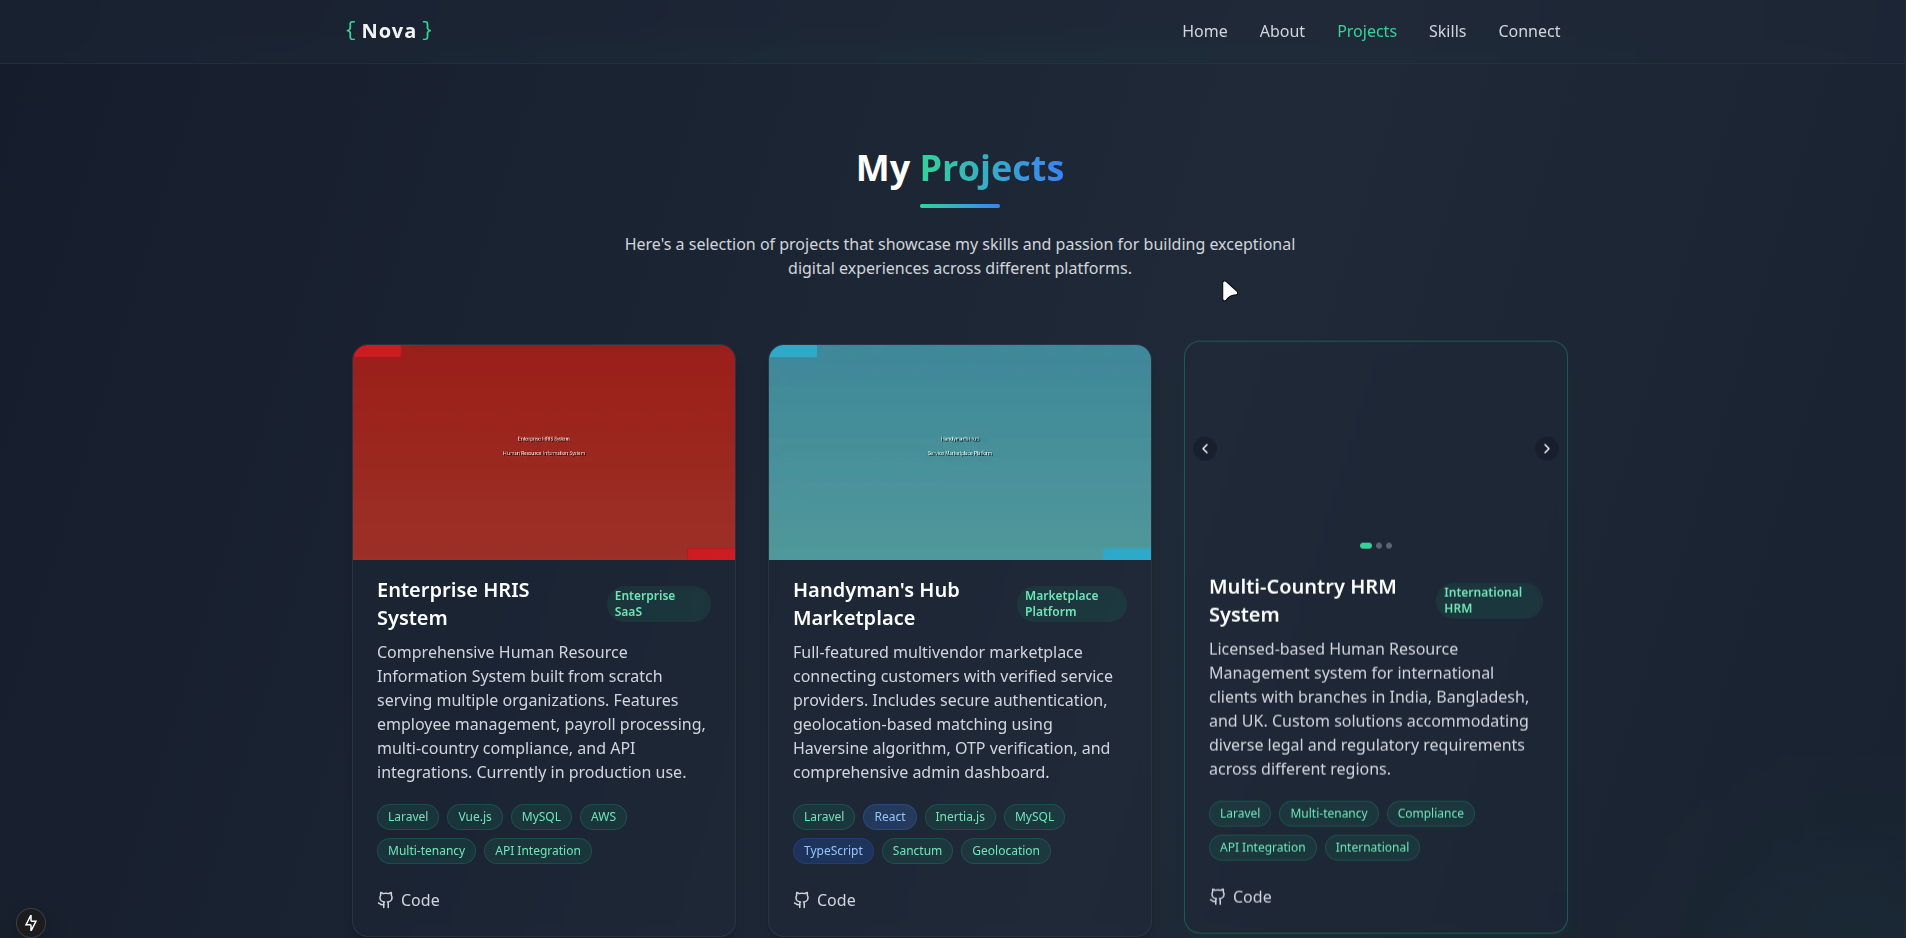 { Nova }
Home About Projects Skills Connect
My Projects
Here's a selection of projects that showcase my skills and passion for building exceptional
digital experiences across different platforms.
Enterprise HRIS System
Human Resource Information System
Enterprise HRIS
System
Enterprise
SaaS
Comprehensive Human Resource
Information System built from scratch
serving multiple organizations. Features
employee management, payroll processing,
multi-country compliance, and API
integrations. Currently in production use.
Laravel Vue.js MySQL AWS
Multi-tenancy API Integration
Code
Handyman's Hub
Service Marketplace Platform
Handyman's Hub
Marketplace
Marketplace
Platform
Full-featured multivendor marketplace
connecting customers with verified service
providers. Includes secure authentication,
geolocation-based matching using
Haversine algorithm, OTP verification, and
comprehensive admin dashboard.
Laravel React Inertia.js MySQL
TypeScript Sanctum Geolocation
Code
Multi-Country HRM
System
International
HRM
Licensed-based Human Resource
Management system for international
clients with branches in India, Bangladesh,
and UK. Custom solutions accommodating
diverse legal and regulatory requirements
across different regions.
Laravel Multi-tenancy Compliance
API Integration International
Code